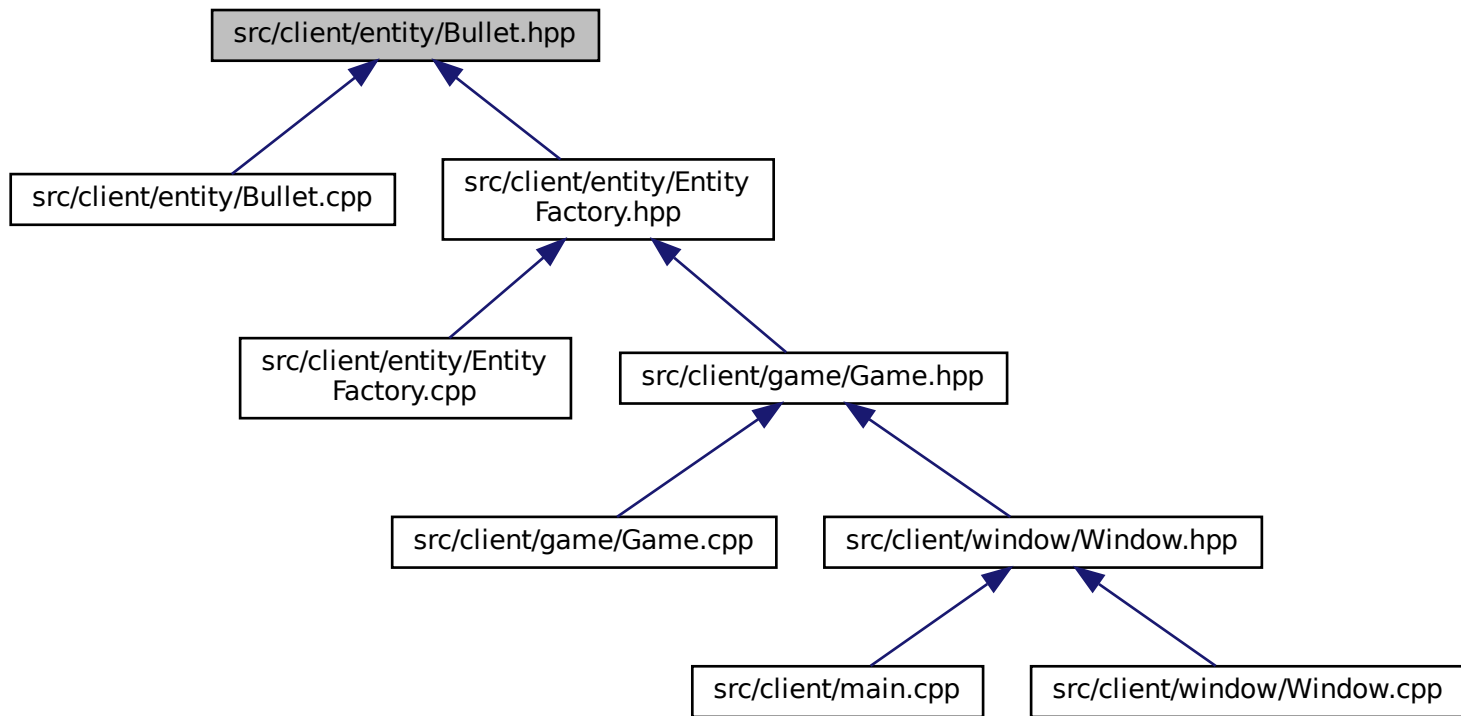 src/client/entity/Bullet.hpp
src/client/entity/Bullet.cpp
src/client/entity/Entity
Factory.hpp
src/client/entity/Entity
Factory.cpp
src/client/game/Game.hpp
src/client/game/Game.cpp
src/client/window/Window.hpp
src/client/main.cpp
src/client/window/Window.cpp